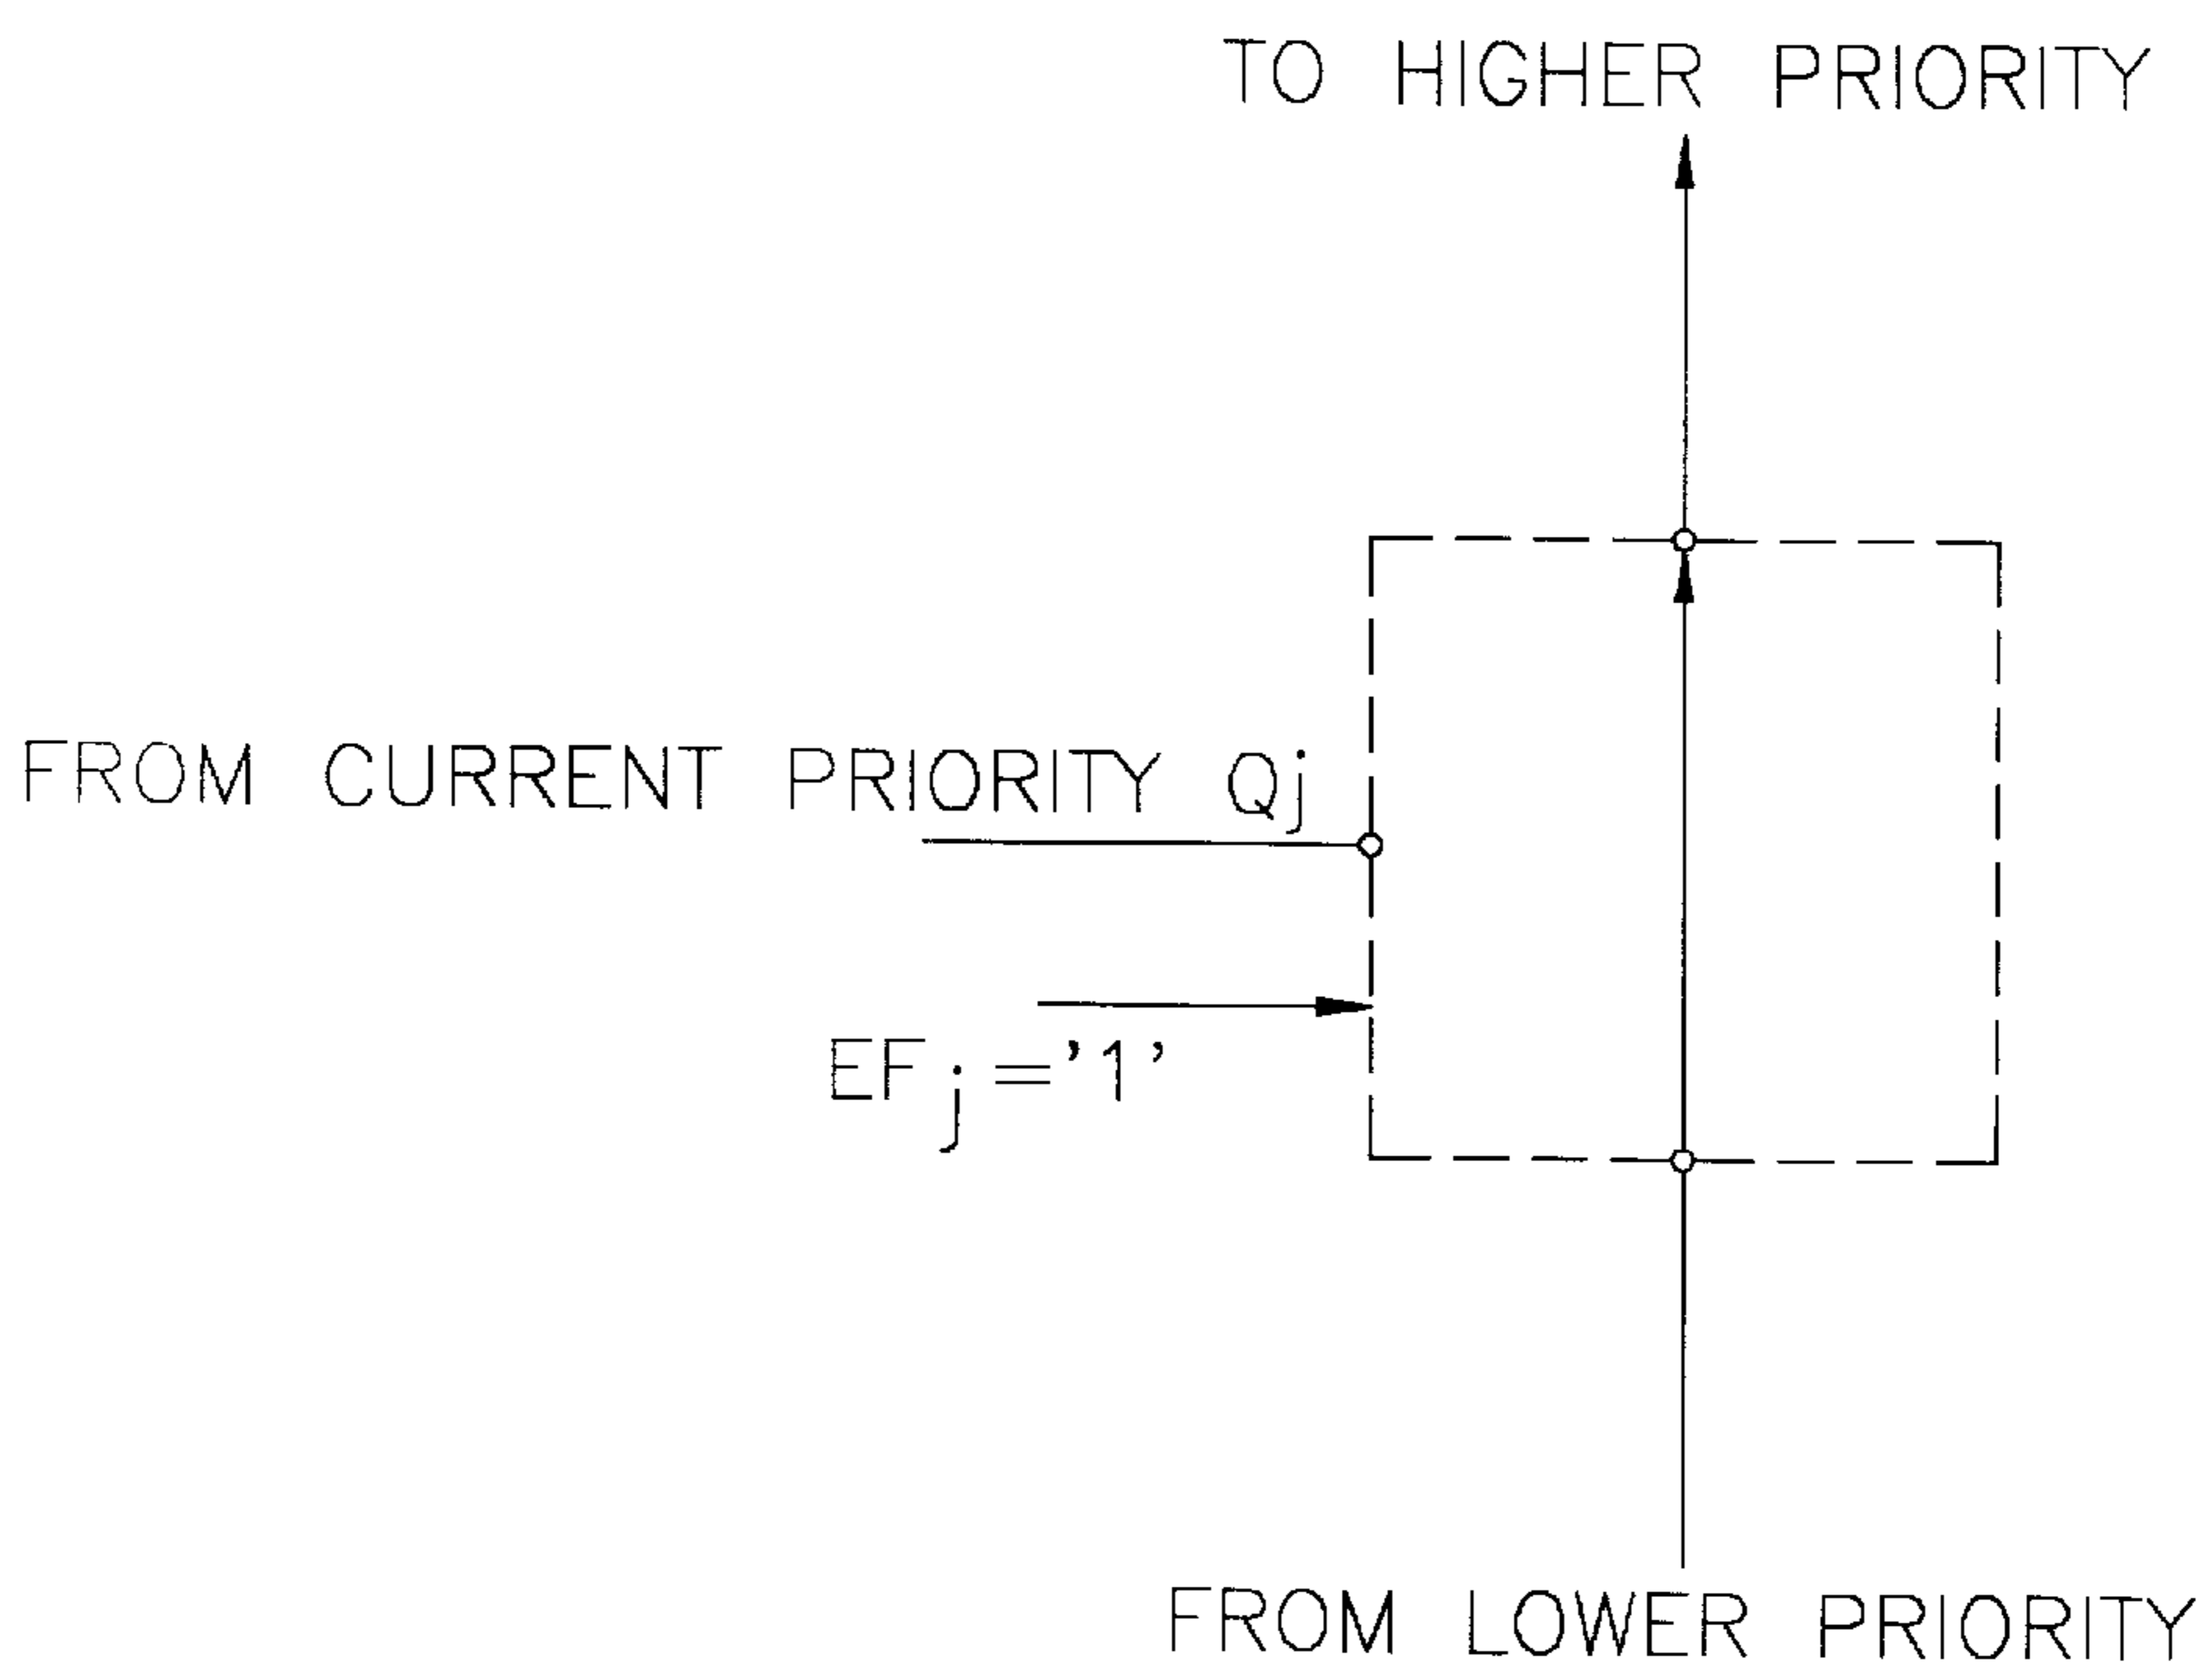 TO HIGHER PRIORITY
FROM CURRENT PRIORITY Qj
EFj='1'
FROM LOWER PRIORITY